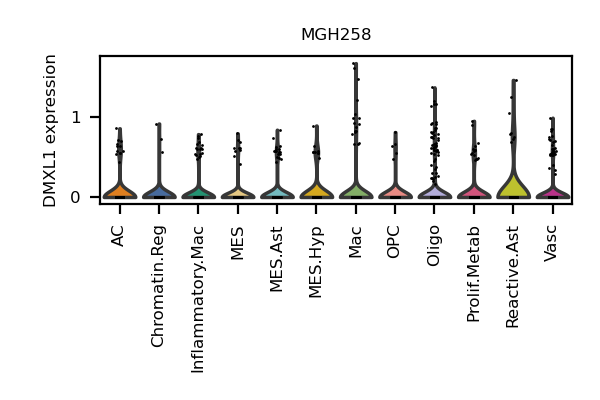 MGH258
DMXL1 expression
1
0
AC
Chromatin.Reg
Inflammatory.Mac
MES
MES.Ast
MES.Hyp
Mac
OPC
Oligo
Prolif.Metab
Reactive.Ast
Vasc